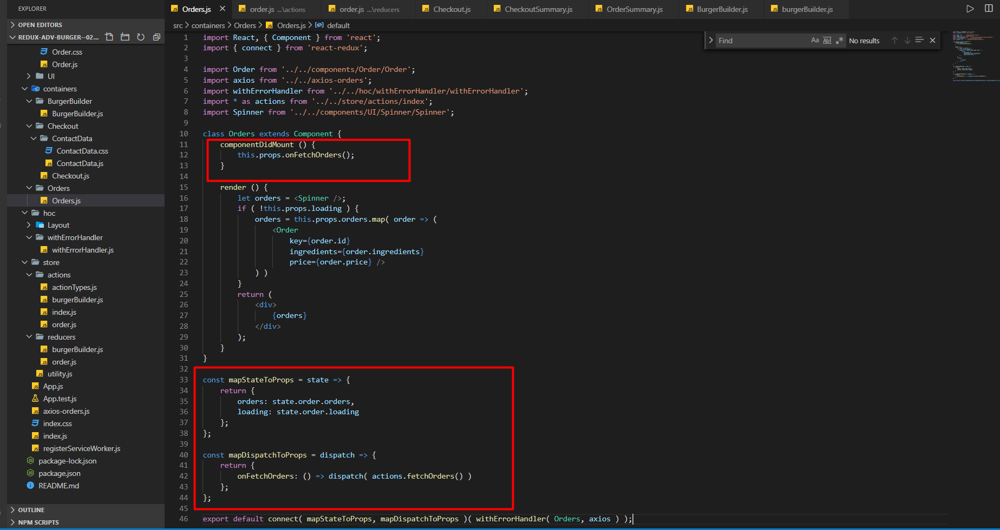 EXPLORER
OPEN EDITORS
REDUX-ADV-BURGER--02...
Order.css
Order.js
UI
containers
BurgerBuilder
BurgerBuilder.js
Checkout
ContactData
ContactData.css
ContactData.js
Checkout.js
Orders
Orders.js
hoc
Layout
withErrorHandler
withErrorHandler.js
store
actions
actionTypes.js
burgerBuilder.js
index.js
order.js
reducers
burgerBuilder.js
order.js
utility.js
App.js
App.test.js
axios-orders.js
index.css
index.js
registerServiceWorker.js
package-lock.json
package.json
README.md
OUTLINE
NPM SCRIPTS
Orders.js order.js ...\actions order.js ...\reducers Checkout.js CheckoutSummary.js OrderSummary.js BurgerBuilder.js burgerBuilder.js
src > containers > Orders > Orders.js > default
Find Aa Abl .* No results
1 import React, { Component } from 'react';
2 import { connect } from 'react-redux';
3
4 import Order from '../../components/Order/Order';
5 import axios from '../../axios-orders';
6 import withErrorHandler from '../../hoc/withErrorHandler/withErrorHandler';
7 import * as actions from '../../store/actions/index';
8 import Spinner from '../../components/UI/Spinner/Spinner';
9
10 class Orders extends Component {
11 componentDidMount () {
12 this.props.onFetchOrders();
13 }
14
15 render () {
16 let orders = <Spinner />;
17 if ( !this.props.loading ) {
18 orders = this.props.orders.map( order => (
19 <Order
20 key={order.id}
21 ingredients={order.ingredients}
22 price={order.price} />
23 ) )
24 }
25 return (
26 <div>
27 {orders}
28 </div>
29 );
30 }
31 }
32
33 const mapStateToProps = state => {
34 return {
35 orders: state.order.orders,
36 loading: state.order.loading
37 };
38 };
39
40 const mapDispatchToProps = dispatch => {
41 return {
42 onFetchOrders: () => dispatch( actions.fetchOrders() )
43 };
44 };
45
46 export default connect( mapStateToProps, mapDispatchToProps )( withErrorHandler( Orders, axios ) );